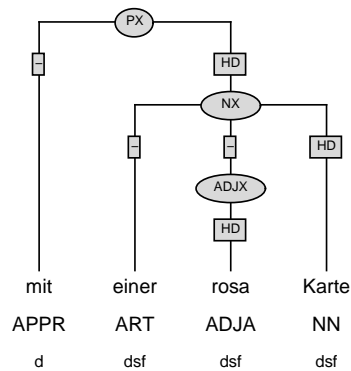 PX
– HD
NX
– – HD
ADJX
HD
mit einer rosa Karte
APPR ART ADJA NN
d dsf dsf dsf